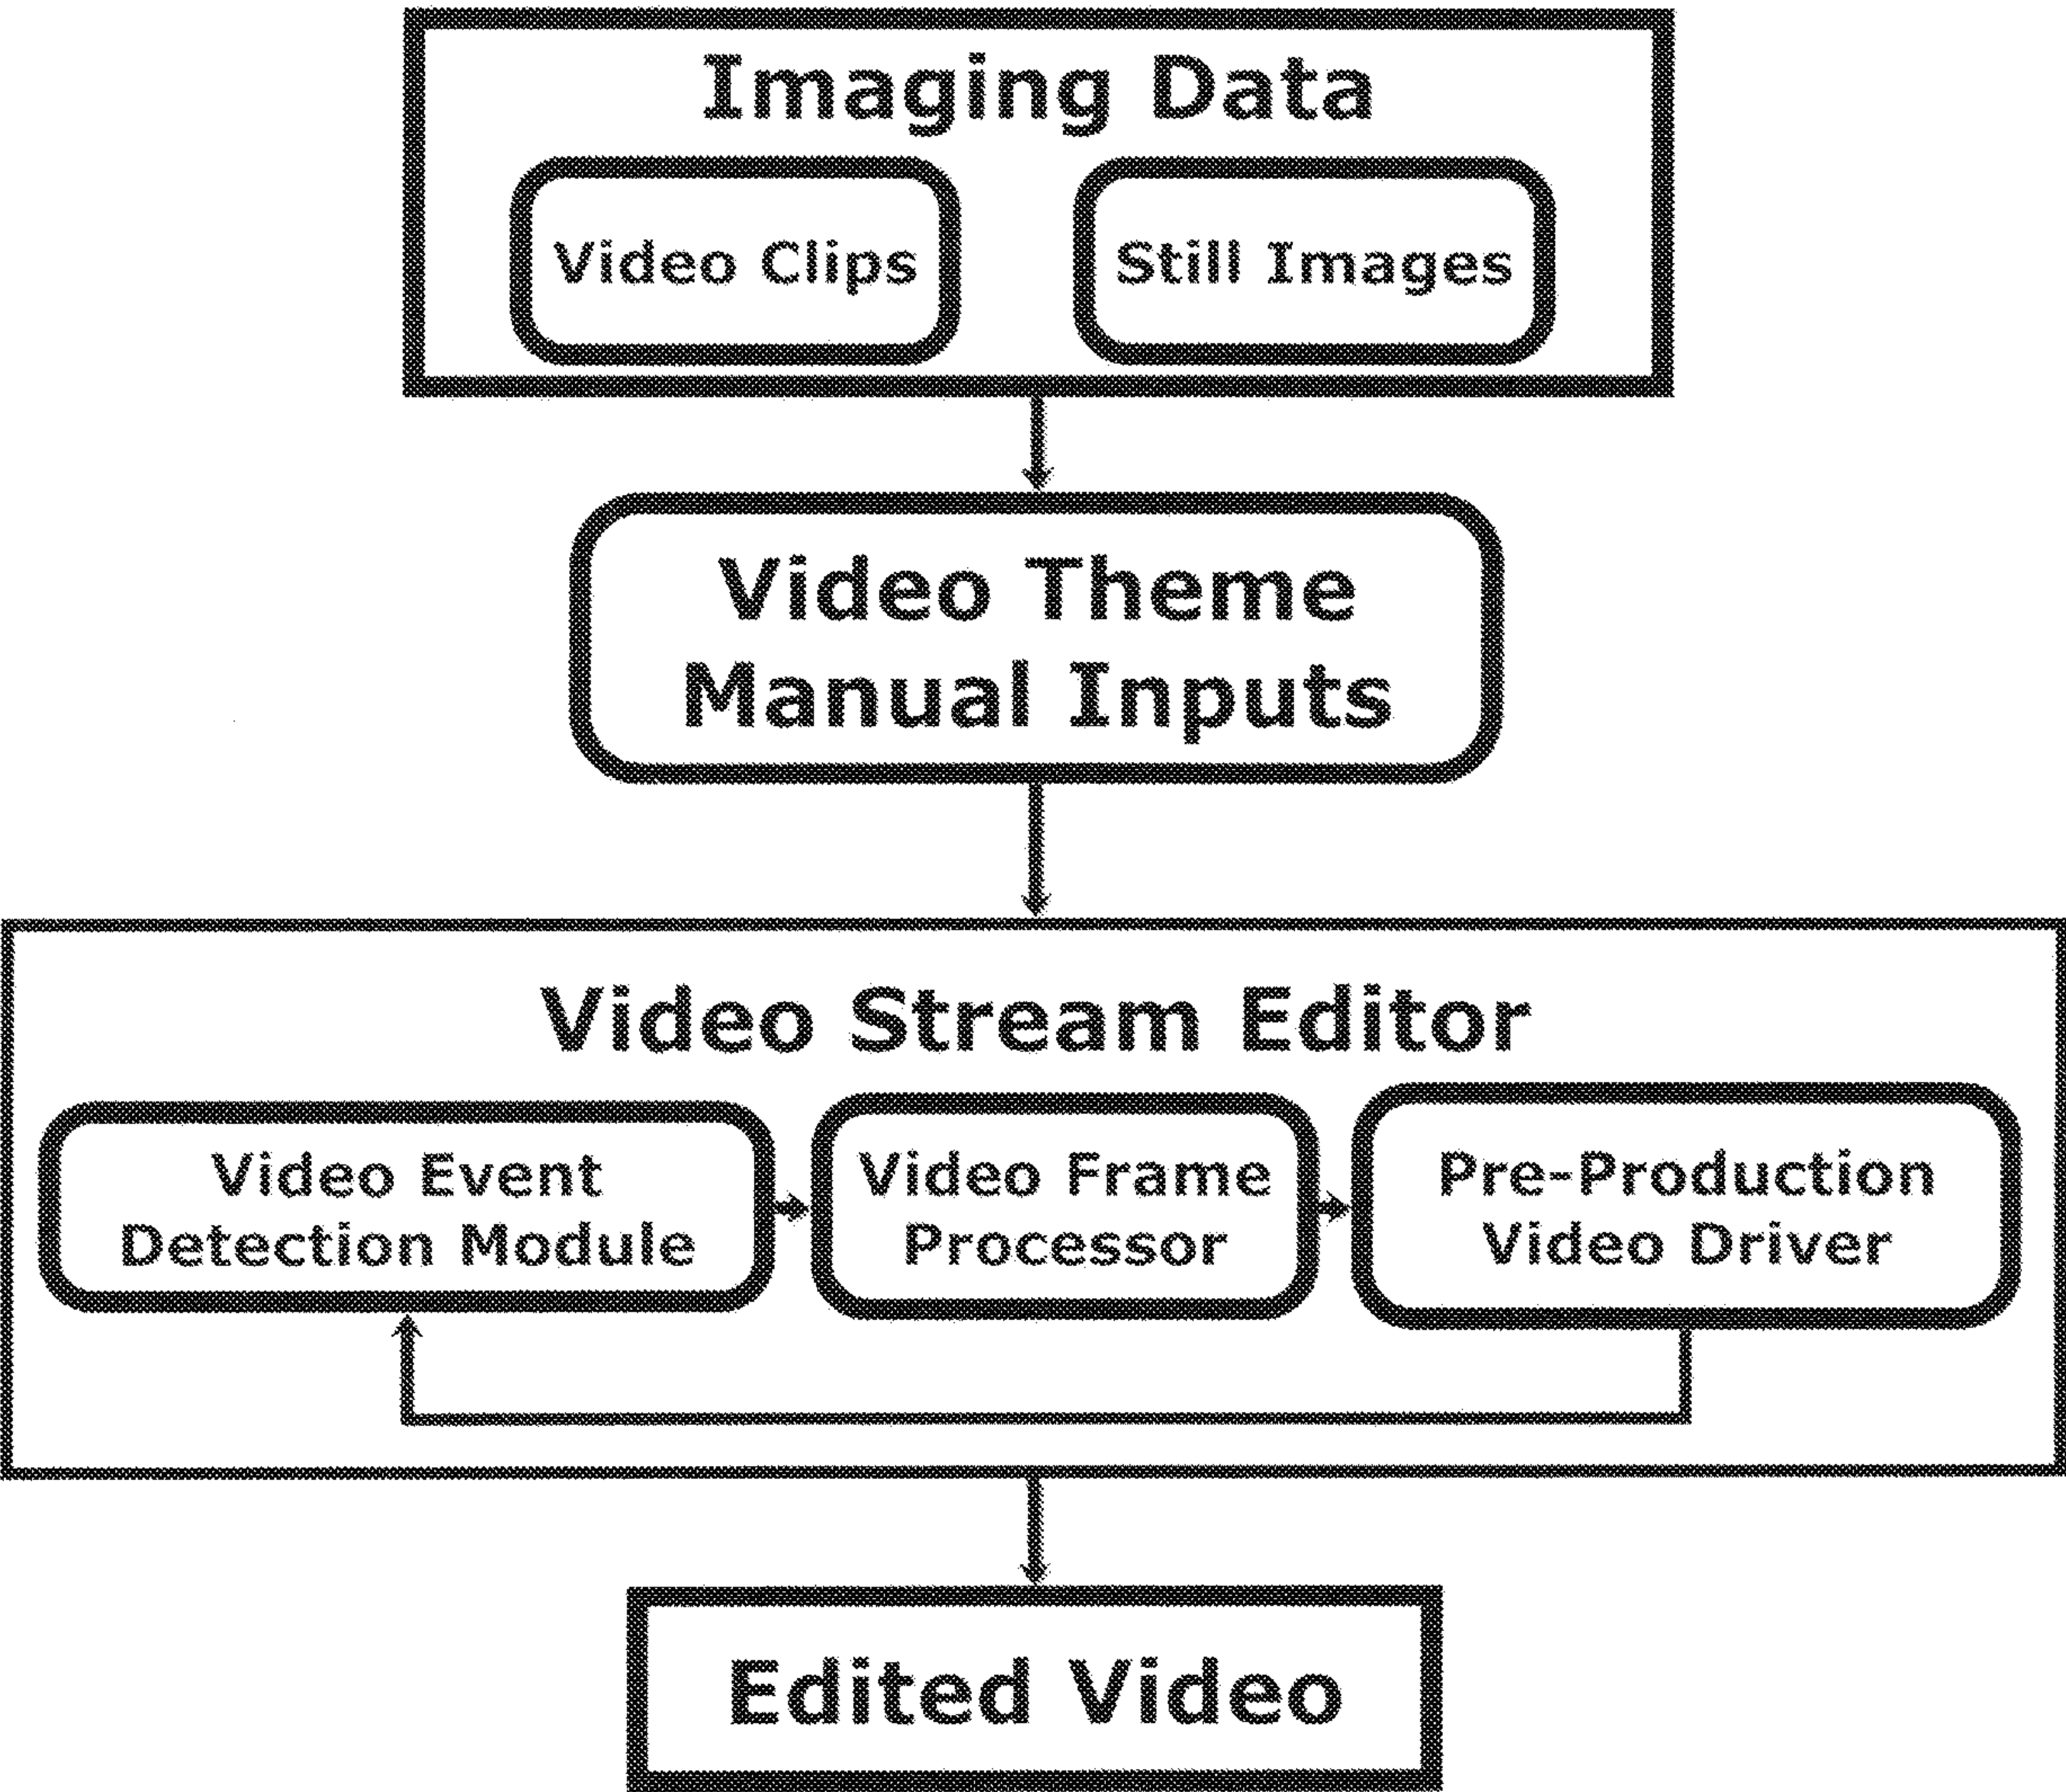 Imaging Data
Video Clips
Still Images
Video Theme
Manual Inputs
Video Stream Editor
Video Event
Detection Module
Video Frame
Processor
Pre-Production
Video Driver
Edited Video